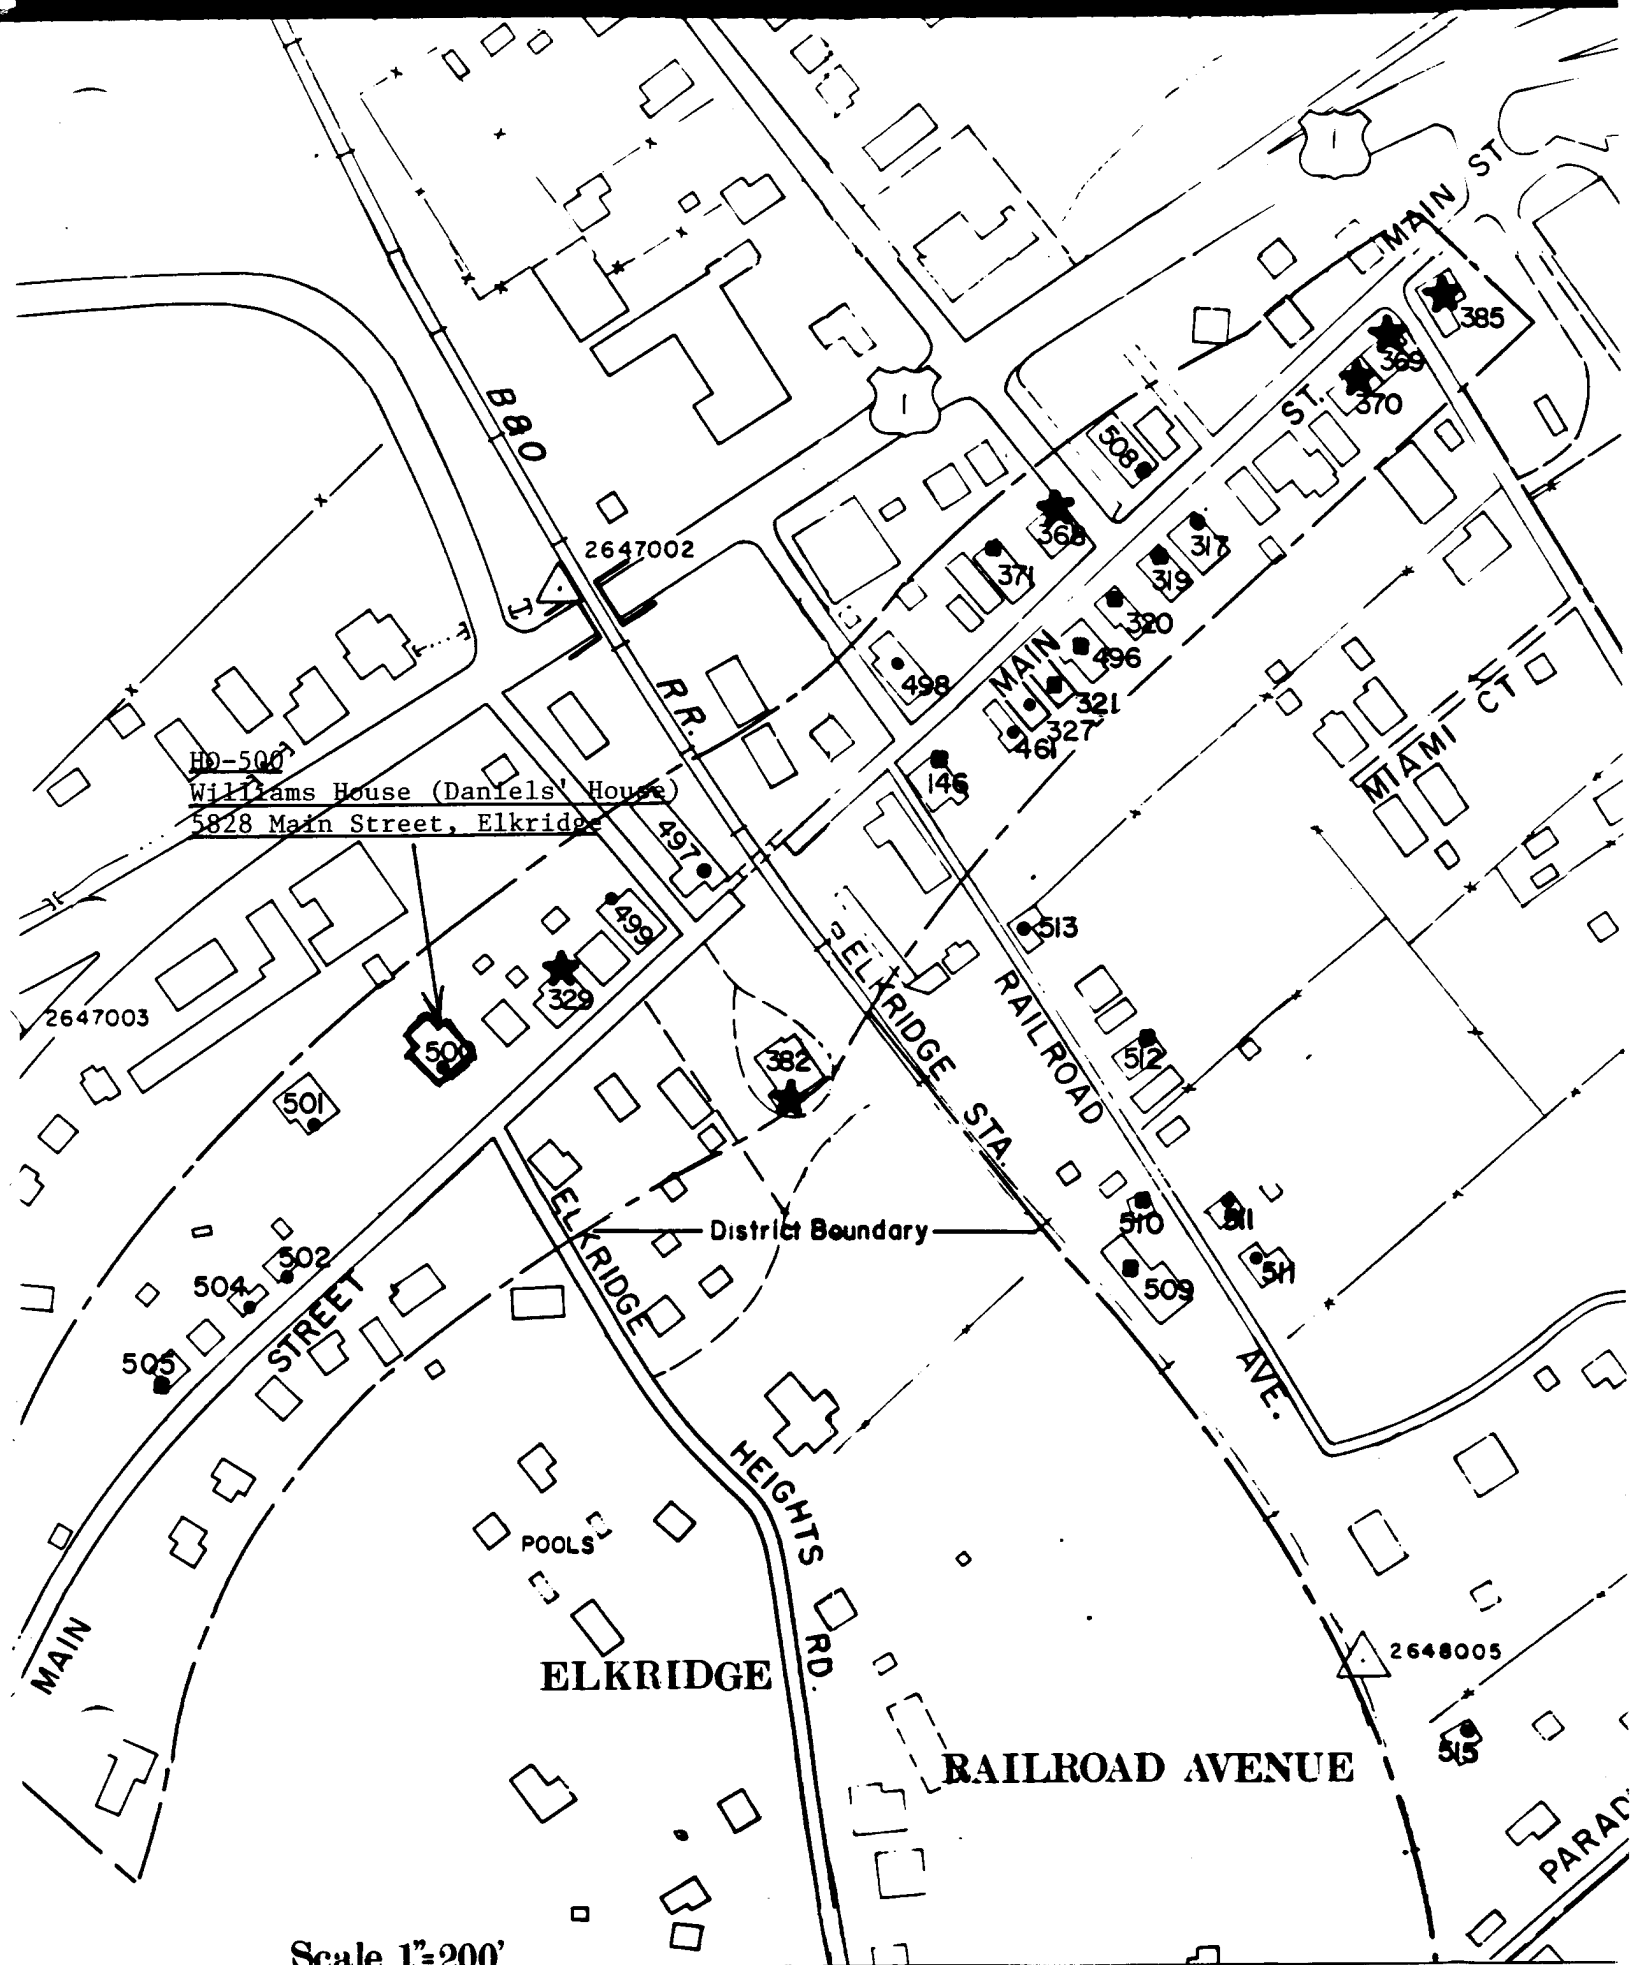 1
MAIN ST
385
369
370
ST.
B&O
1
508
368
317
371
319
2647002
320
496
MAIN
498
321
327
461
RR.
146
MIAMI CT
HO-500
Williams House (Daniels' House)
5828 Main Street, Elkridge
497
499
513
329
2647003
500
382
501
ELKRIDGE STA.
RAILROAD
512
510
511
District Boundary
509
511
502
504
505
STREET
ELKRIDGE
AVE.
HEIGHTS
POOLS
RD.
MAIN
2648005
ELKRIDGE
RAILROAD AVENUE
515
PARAD
Scale 1"=200'